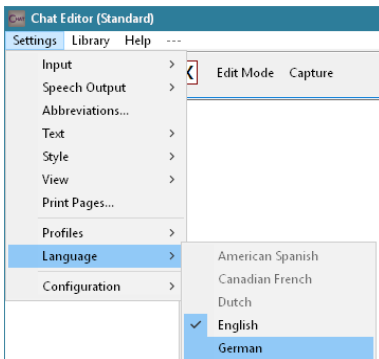 Chat Editor (Standard)
Settings Library Help ---
Edit Mode Capture
Input
Speech Output
Abbreviations...
Text
Style
View
Print Pages...
Profiles
Language
Configuration
American Spanish
Canadian French
Dutch
English
German